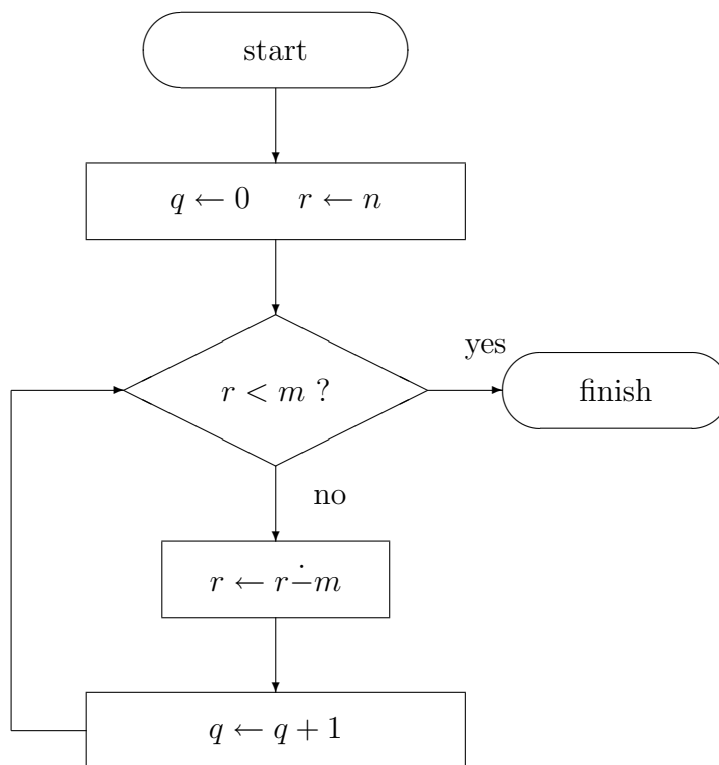 start
q ← 0 r ← n
yes
r < m ?
finish
no
r ← r ∸ m
q ← q + 1